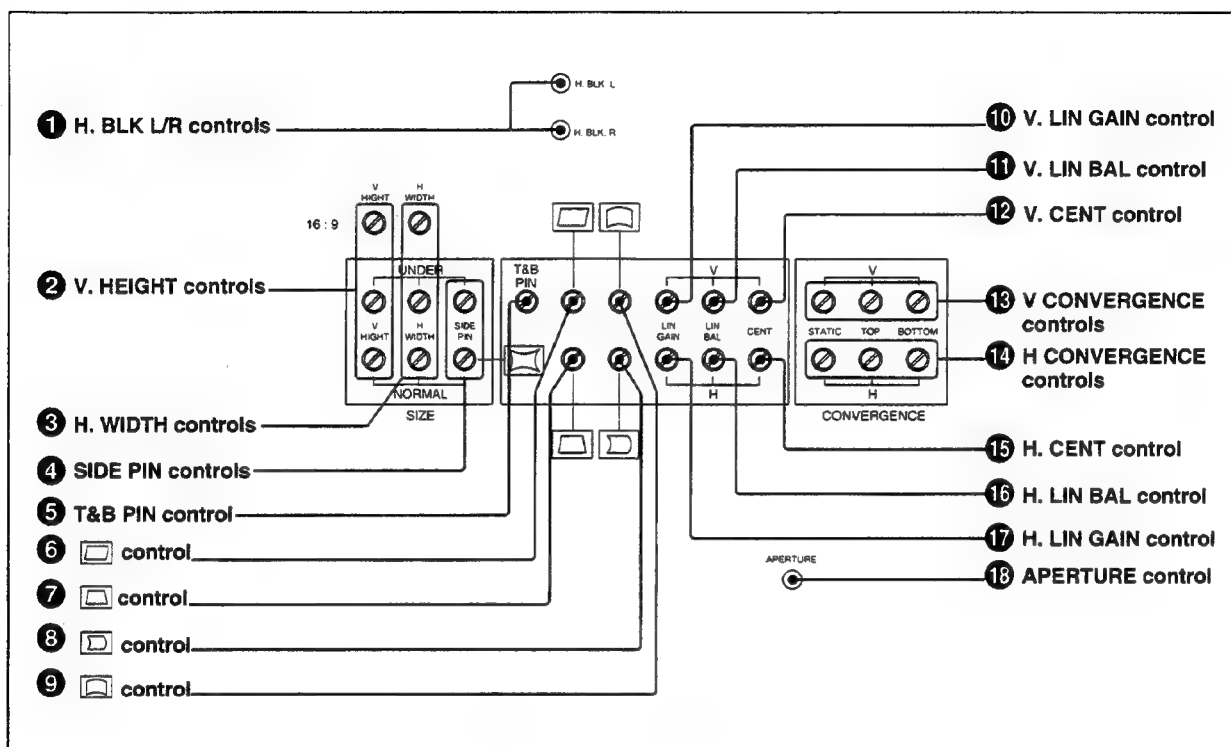 H. BLK L
1 H. BLK L/R controls
H. BLK. R
10 V. LIN GAIN control
11 V. LIN BAL control
12 V. CENT control
V
HIGHT
H
WIDTH
16 : 9
2 V. HEIGHT controls
UNDER
V
HIGHT
H
WIDTH
SIDE
PIN
NORMAL
SIZE
T&B
PIN
V
LIN
GAIN
LIN
BAL
CENT
H
V
STATIC
TOP
BOTTOM
H
CONVERGENCE
13 V CONVERGENCE
controls
14 H CONVERGENCE
controls
3 H. WIDTH controls
4 SIDE PIN controls
5 T&B PIN control
6 control
7 control
8 control
9 control
15 H. CENT control
16 H. LIN BAL control
17 H. LIN GAIN control
APERTURE
18 APERTURE control